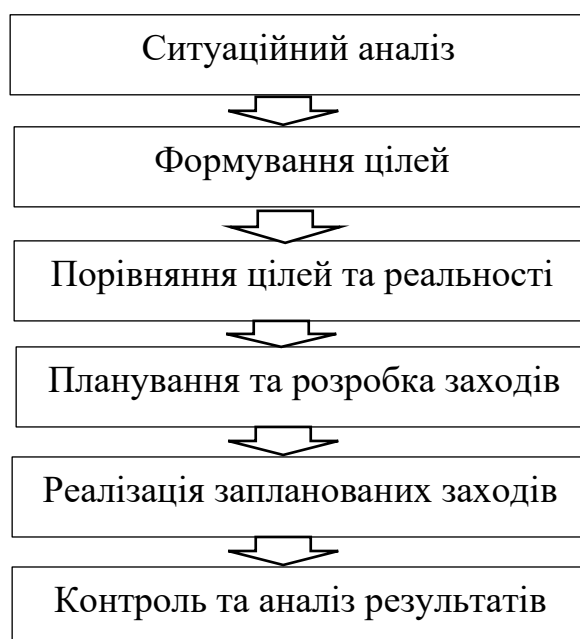 Ситуаційний аналіз
Формування цілей
Порівняння цілей та реальності
Планування та розробка заходів
Реалізація запланованих заходів
Контроль та аналіз результатів